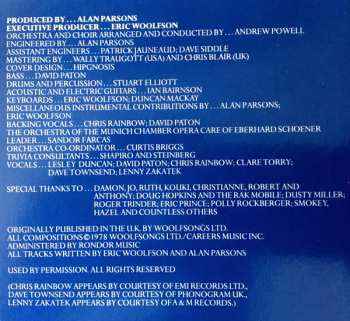 PRODUCED BY... ALAN PARSONS
EXECUTIVE PRODUCER... ERIC WOOLFSON
ORCHESTRA AND CHOIR ARRANGED AND CONDUCTED BY... ANDREW POWELL
ENGINEERED BY... ALAN PARSONS
ASSISTANT ENGINEERS... PATRICK JAUNEAUD; DAVE SIDDLE
MASTERING BY... WALLY TRAUGOTT (USA) AND CHRIS BLAIR (UK)
COVER DESIGN... HIPGNOSIS
BASS... DAVID PATON
DRUMS AND PERCUSSION... STUART ELLIOTT
ACOUSTIC AND ELECTRIC GUITARS... IAN BAIRNSON
KEYBOARDS... ERIC WOOLFSON; DUNCAN MACKAY
MISCELLANEOUS INSTRUMENTAL CONTRIBUTIONS BY... ALAN PARSONS;
ERIC WOOLFSON
BACKING VOCALS... CHRIS RAINBOW; DAVID PATON
THE ORCHESTRA OF THE MUNICH CHAMBER OPERA CARE OF EBERHARD SCHOENER
LEADER... SANDOR FARCAS
ORCHESTRA CO-ORDINATOR... CURTIS BRIGGS
TRIVIA CONSULTANTS... SHAPIRO AND STEINBERG
VOCALS... LESLEY DUNCAN; DAVID PATON; CHRIS RAINBOW; CLARE TORRY;
DAVE TOWNSEND; LENNY ZAKATEK
SPECIAL THANKS TO... DAMON, JO, RUTH, KOUKI, CHRISTIANNE, ROBERT AND
ANTHONY; DOUG HOPKINS AND THE RAK MOBILE; DUSTY MILLER;
ROGER TRINDER; ERIC PRINCE; POLLY ROCKBERGER; SMOKEY,
HAZEL AND COUNTLESS OTHERS
ORIGINALLY PUBLISHED IN THE U.K. BY WOOLFSONGS LTD.
ALL COMPOSITIONS © 1978 WOOLFSONGS LTD./CAREERS MUSIC INC.
ADMINISTERED BY RONDOR MUSIC
ALL TRACKS WRITTEN BY ERIC WOOLFSON AND ALAN PARSONS
USED BY PERMISSION. ALL RIGHTS RESERVED
(CHRIS RAINBOW APPEARS BY COURTESY OF EMI RECORDS LTD.,
DAVE TOWNSEND APPEARS BY COURTESY OF PHONOGRAM UK.,
LENNY ZAKATEK APPEARS BY COURTESY OF A & M RECORDS.)